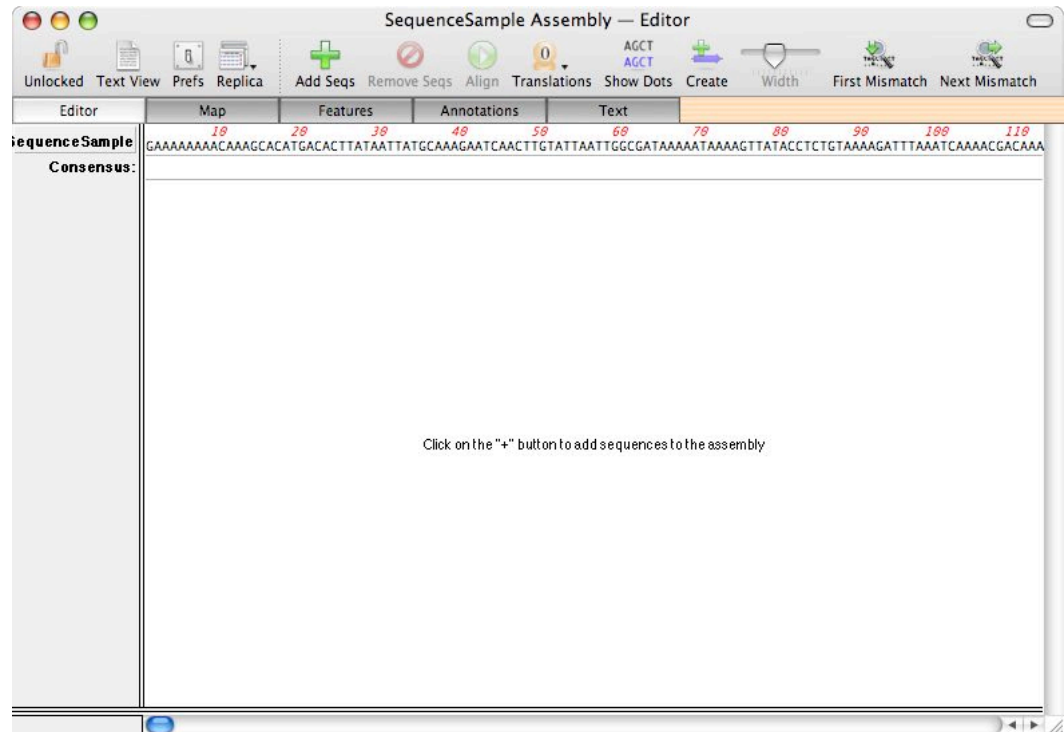 SequenceSample Assembly — Editor
AGCT
AGCT
Unlocked Text View Prefs Replica Add Seqs Remove Seqs Align Translations Show Dots Create Width First Mismatch Next Mismatch
Editor Map Features Annotations Text
10 20 30 40 50 60 70 80 90 100 110
equenceSample GAAAAAAAACAAAGCACATGACACTTATAATTATGCAAAGAATCAACTTGTATTAATTGGCGATAAAAATAAAAGTTATACCTCTGTAAAAGATTTAAATCAAAACGACAAA
Consensus:
Click on the "+" button to add sequences to the assembly